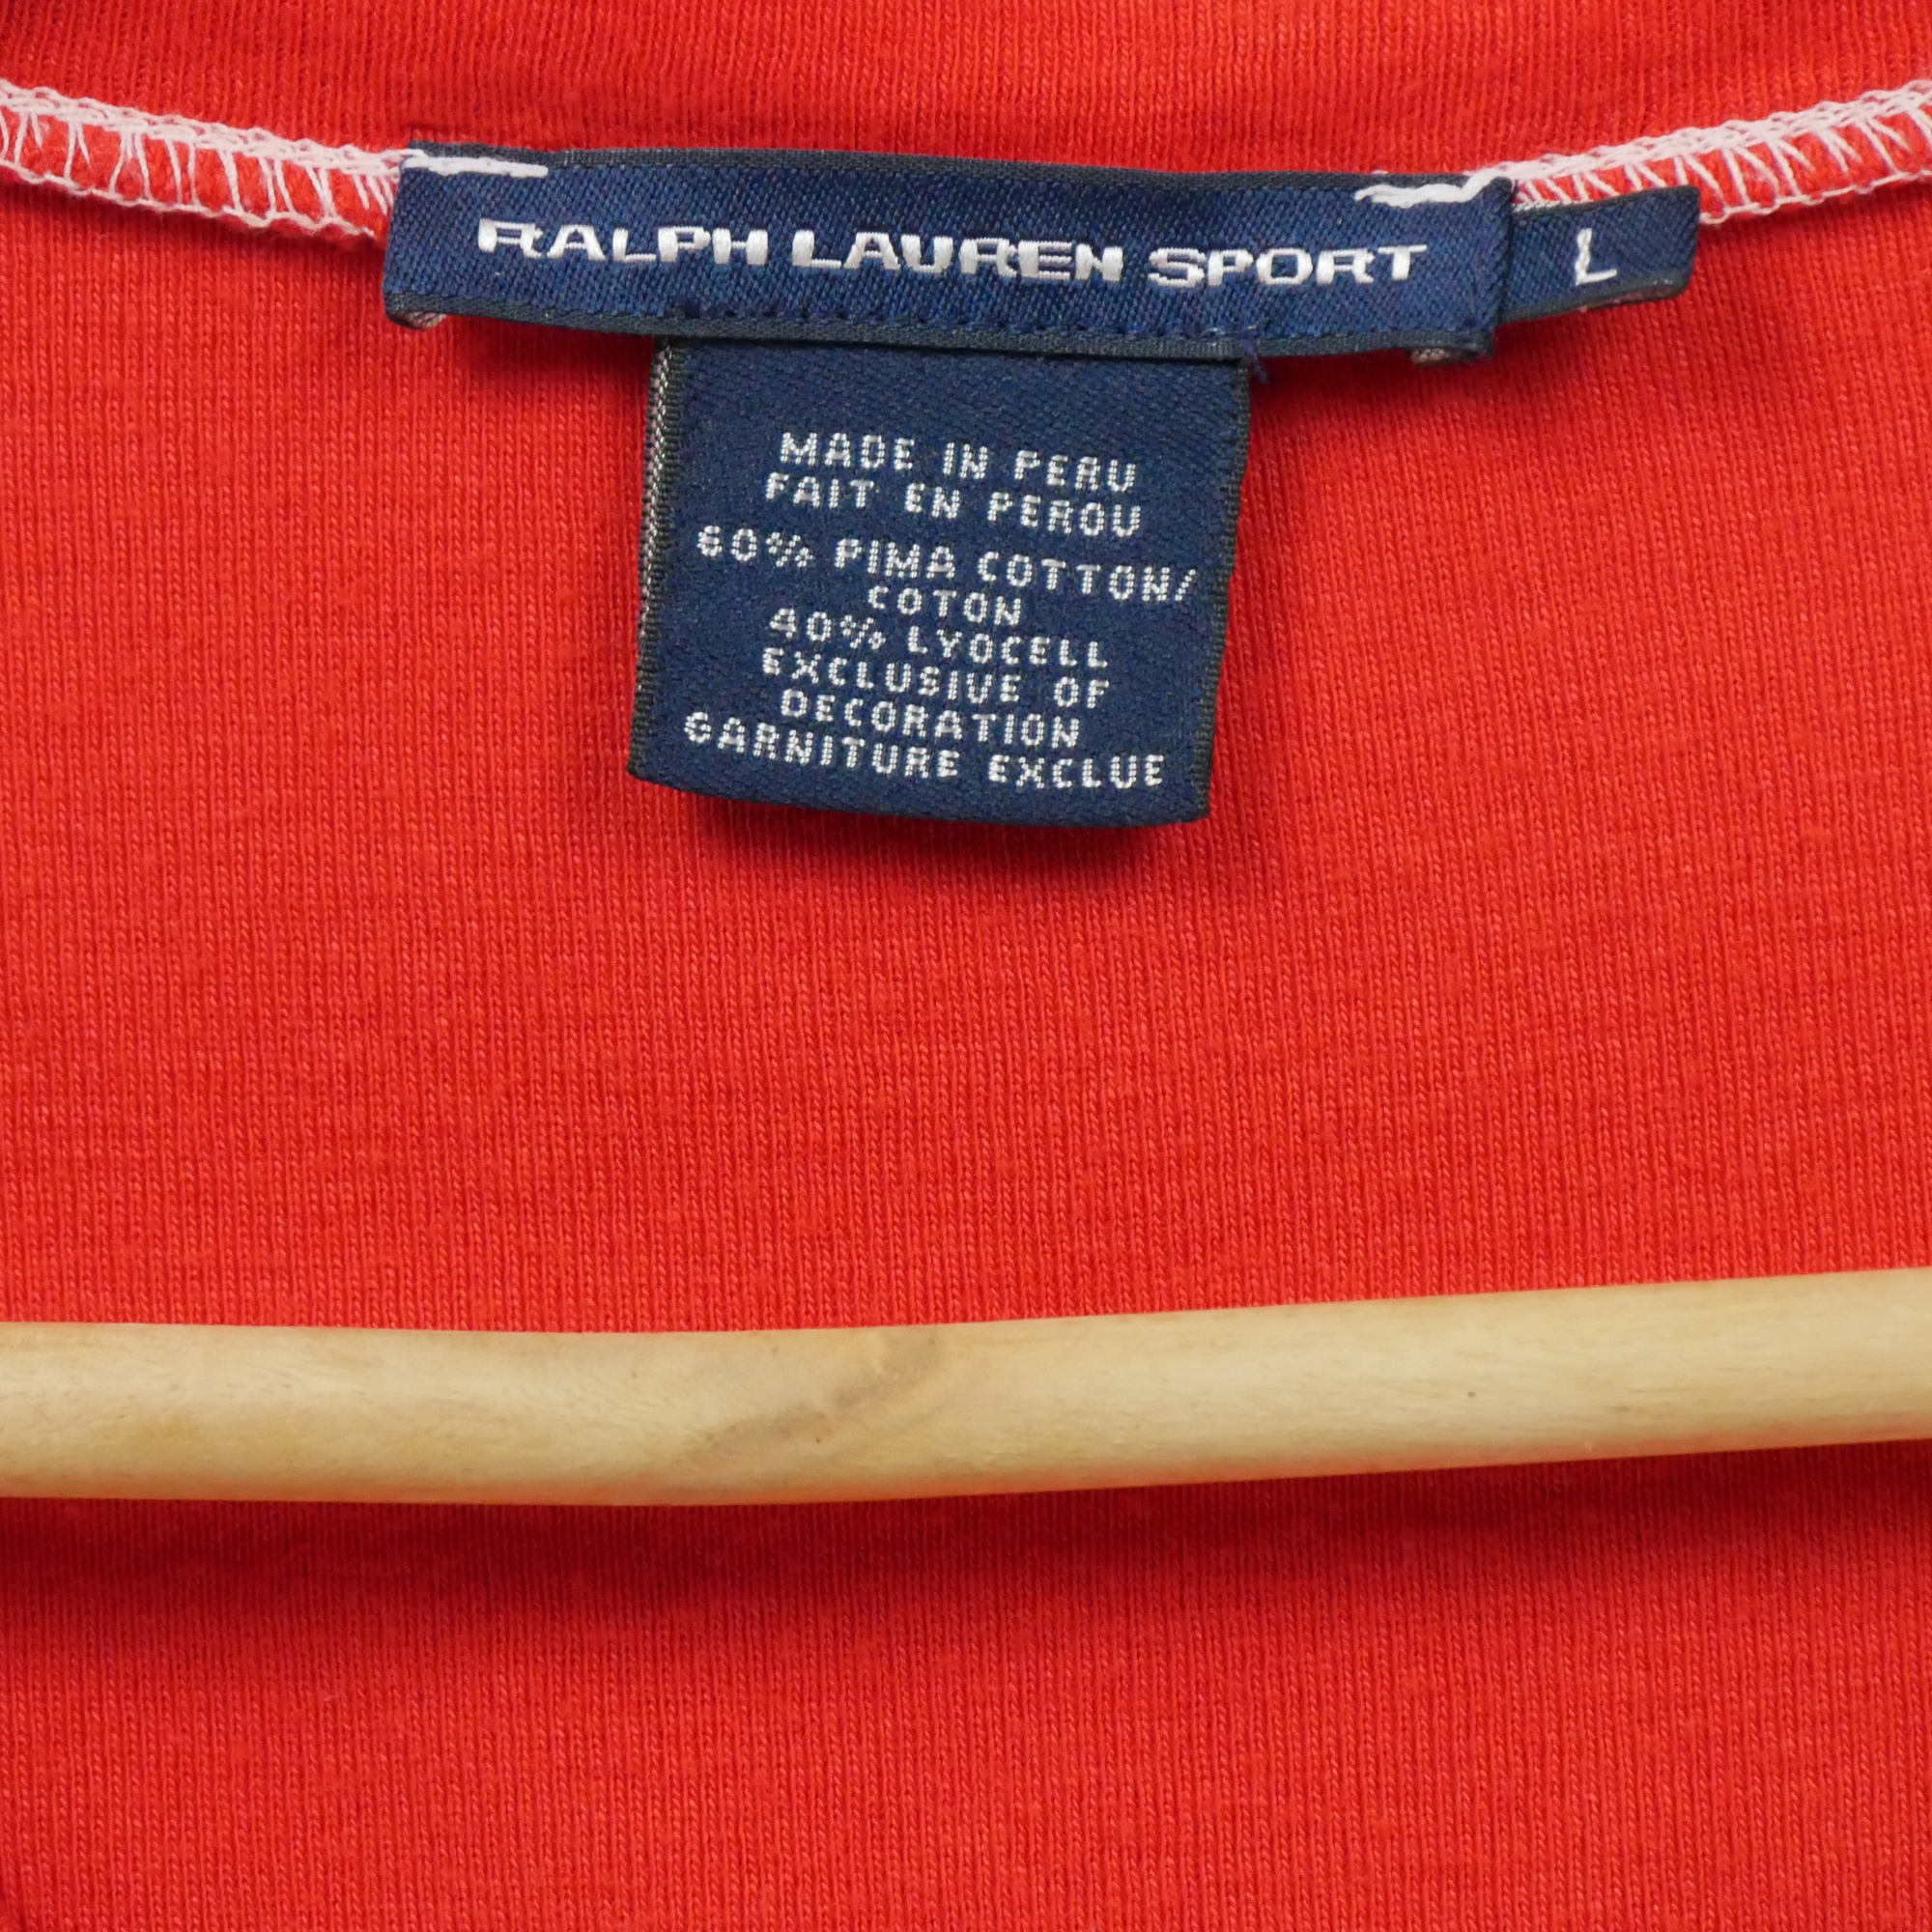 RALPH LAUREN SPORT
L
MADE IN PERU
FAIT EN PEROU
60% PIMA COTTON/
COTON
40% LYOCELL
EXCLUSIVE OF
DECORATION
GARNITURE EXCLUE